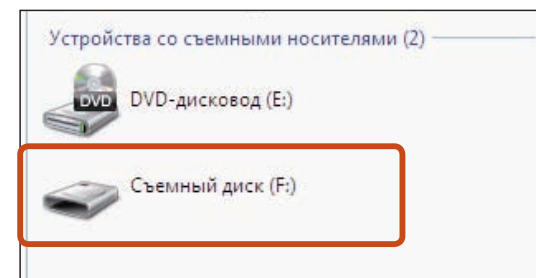 Устройства со съемными носителями (2)
DVD
DVD-дисковод (E:)
Съемный диск (F:)